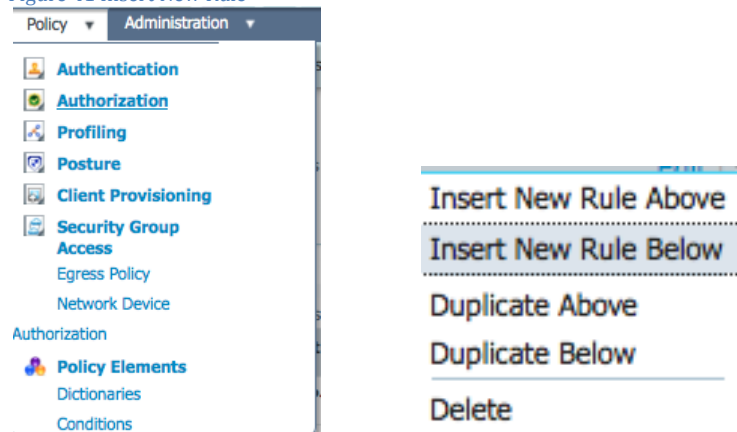 Policy ▾ Administration ▾
Authentication
Authorization
Profiling
Posture
Client Provisioning
Security Group
Access
Egress Policy
Network Device
Authorization
Policy Elements
Dictionaries
Conditions
Insert New Rule Above
Insert New Rule Below
Duplicate Above
Duplicate Below
Delete